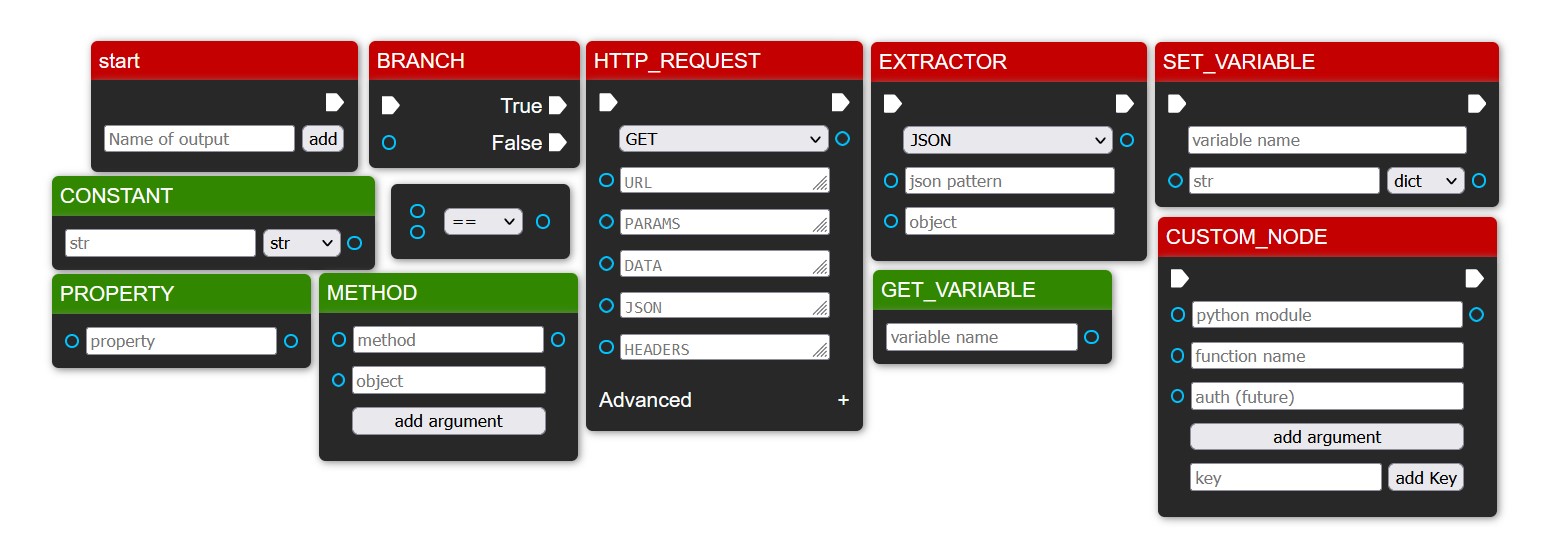 start
Name of output
add
BRANCH
True
False
HTTP_REQUEST
GET
URL
PARAMS
DATA
JSON
HEADERS
Advanced
+
EXTRACTOR
JSON
json pattern
object
SET_VARIABLE
variable name
str
dict
CONSTANT
str
str
==
PROPERTY
property
METHOD
method
object
add argument
GET_VARIABLE
variable name
CUSTOM_NODE
python module
function name
auth (future)
add argument
key
add Key